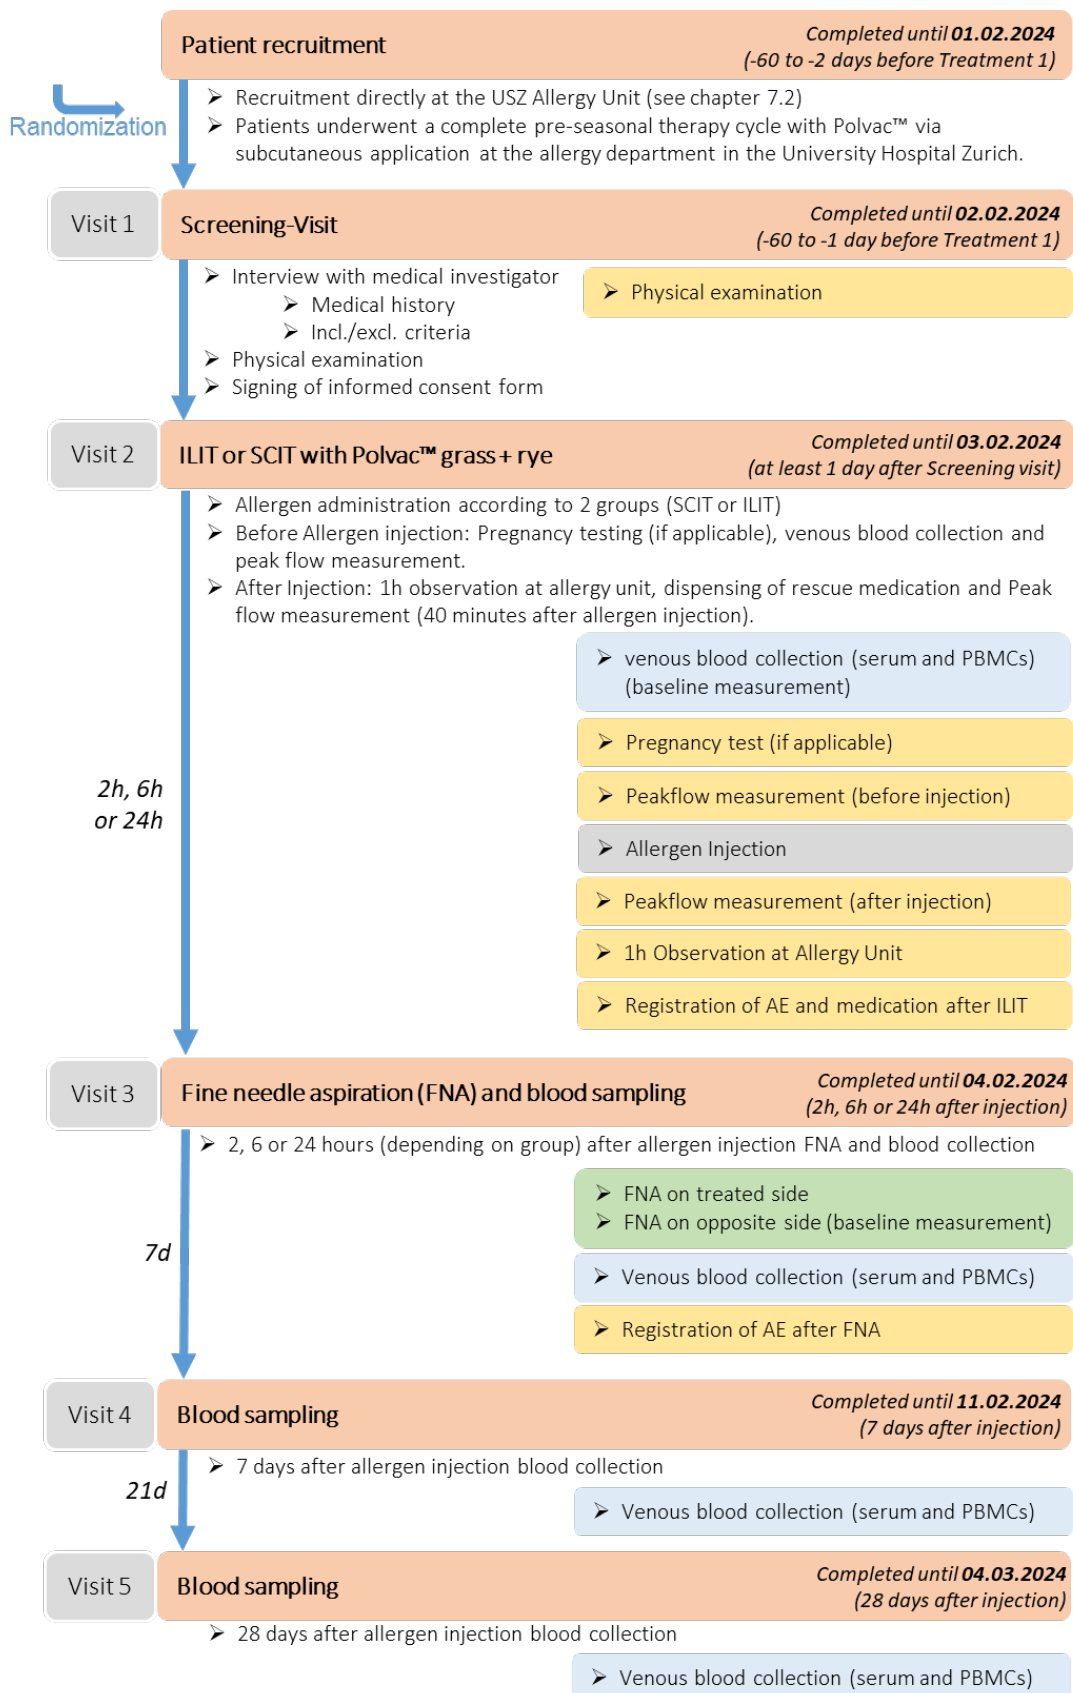 Patient recruitment
Completed until 01.02.2024
(-60 to -2 days before Treatment 1)
Randomization
➢ Recruitment directly at the USZ Allergy Unit (see chapter 7.2)
➢ Patients underwent a complete pre-seasonal therapy cycle with Polvac™ via
subcutaneous application at the allergy department in the University Hospital Zurich.
Visit 1
Screening-Visit
Completed until 02.02.2024
(-60 to -1 day before Treatment 1)
➢ Interview with medical investigator
➢ Medical history
➢ Incl./excl. criteria
➢ Physical examination
➢ Signing of informed consent form
➢ Physical examination
Visit 2
ILIT or SCIT with Polvac™ grass + rye
Completed until 03.02.2024
(at least 1 day after Screening visit)
➢ Allergen administration according to 2 groups (SCIT or ILIT)
➢ Before Allergen injection: Pregnancy testing (if applicable), venous blood collection and
peak flow measurement.
➢ After Injection: 1h observation at allergy unit, dispensing of rescue medication and Peak
flow measurement (40 minutes after allergen injection).
➢ venous blood collection (serum and PBMCs)
(baseline measurement)
➢ Pregnancy test (if applicable)
➢ Peakflow measurement (before injection)
➢ Allergen Injection
➢ Peakflow measurement (after injection)
➢ 1h Observation at Allergy Unit
➢ Registration of AE and medication after ILIT
2h, 6h
or 24h
Visit 3
Fine needle aspiration (FNA) and blood sampling
Completed until 04.02.2024
(2h, 6h or 24h after injection)
➢ 2, 6 or 24 hours (depending on group) after allergen injection FNA and blood collection
➢ FNA on treated side
➢ FNA on opposite side (baseline measurement)
➢ Venous blood collection (serum and PBMCs)
➢ Registration of AE after FNA
7d
Visit 4
Blood sampling
Completed until 11.02.2024
(7 days after injection)
➢ 7 days after allergen injection blood collection
21d
➢ Venous blood collection (serum and PBMCs)
Visit 5
Blood sampling
Completed until 04.03.2024
(28 days after injection)
➢ 28 days after allergen injection blood collection
➢ Venous blood collection (serum and PBMCs)